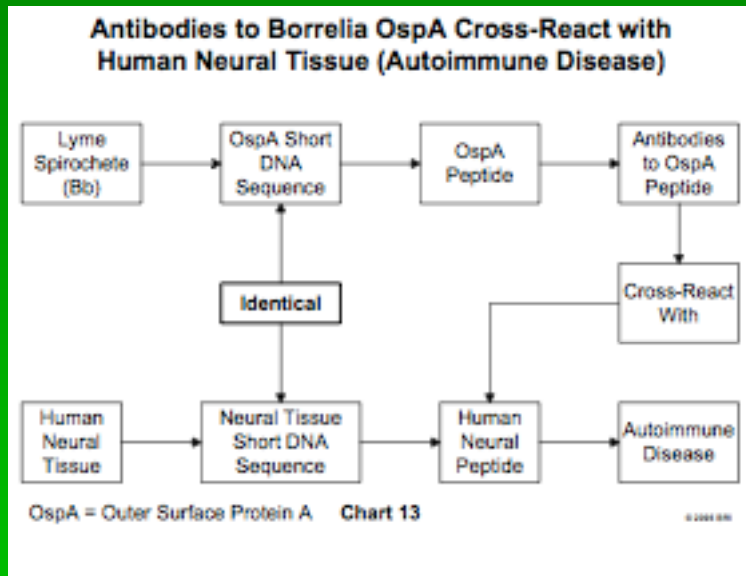 Antibodies to Borrelia OspA Cross-React with
Human Neural Tissue (Autoimmune Disease)
Lyme
Spirochete
(Bb)
OspA Short
DNA
Sequence
OspA
Peptide
Antibodies
to OspA
Peptide
Identical
Cross-React
With
Human
Neural
Tissue
Neural Tissue
Short DNA
Sequence
Human
Neural
Peptide
Autoimmune
Disease
OspA = Outer Surface Protein A Chart 13